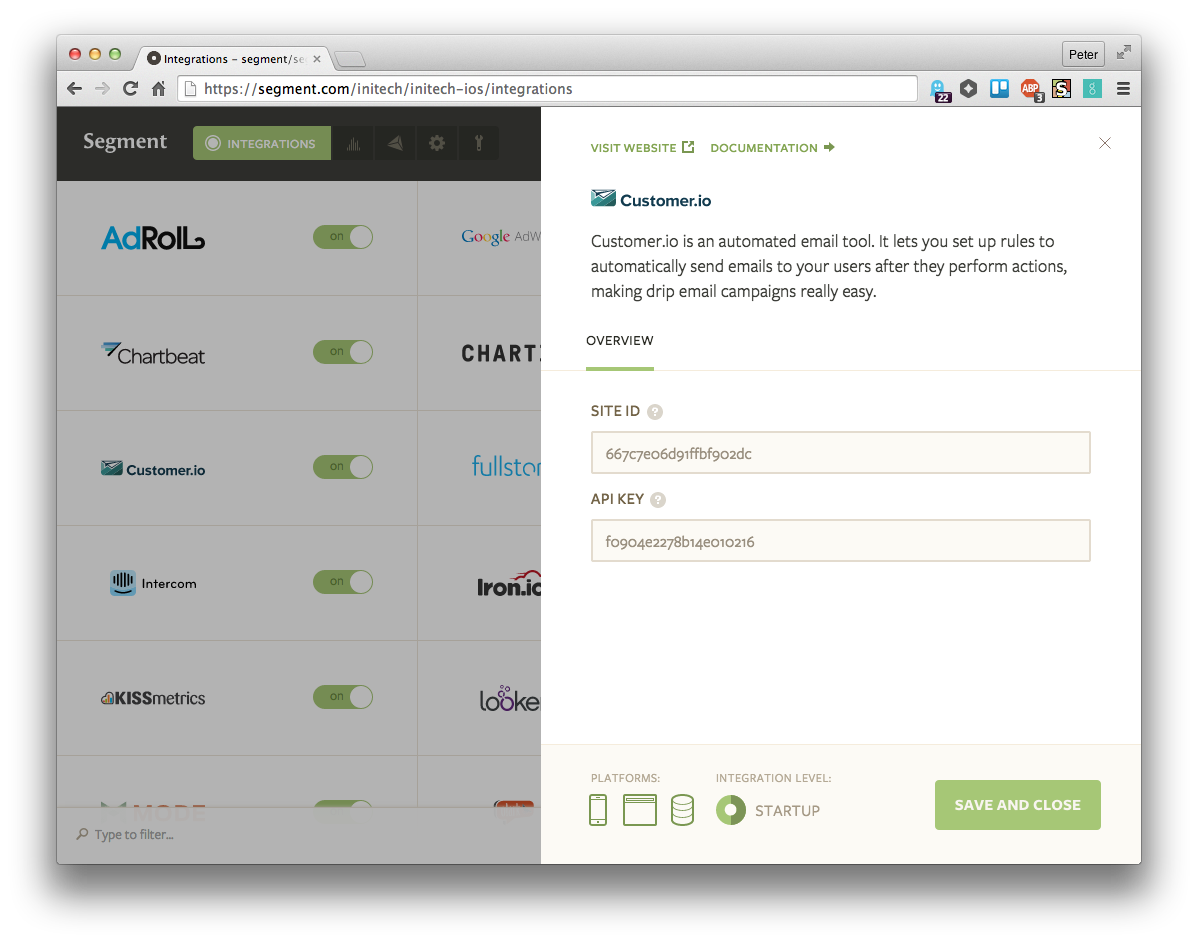 Integrations – segment/se
Peter
https://segment.com/initech/initech-ios/integrations
22
ABP
3
S
8
Segment
INTEGRATIONS
VISIT WEBSITE
DOCUMENTATION
Customer.io
Customer.io is an automated email tool. It lets you set up rules to
automatically send emails to your users after they perform actions,
making drip email campaigns really easy.
OVERVIEW
SITE ID ?
667c7e06d91ffbf902dc
API KEY ?
f0904e2278b14e010216
PLATFORMS:
INTEGRATION LEVEL:
STARTUP
SAVE AND CLOSE
AdRoll
on
Google AdW
Chartbeat
on
CHART
Customer.io
on
fullstor
Intercom
on
Iron.io
KISSmetrics
on
looke
MODE
Type to filter...